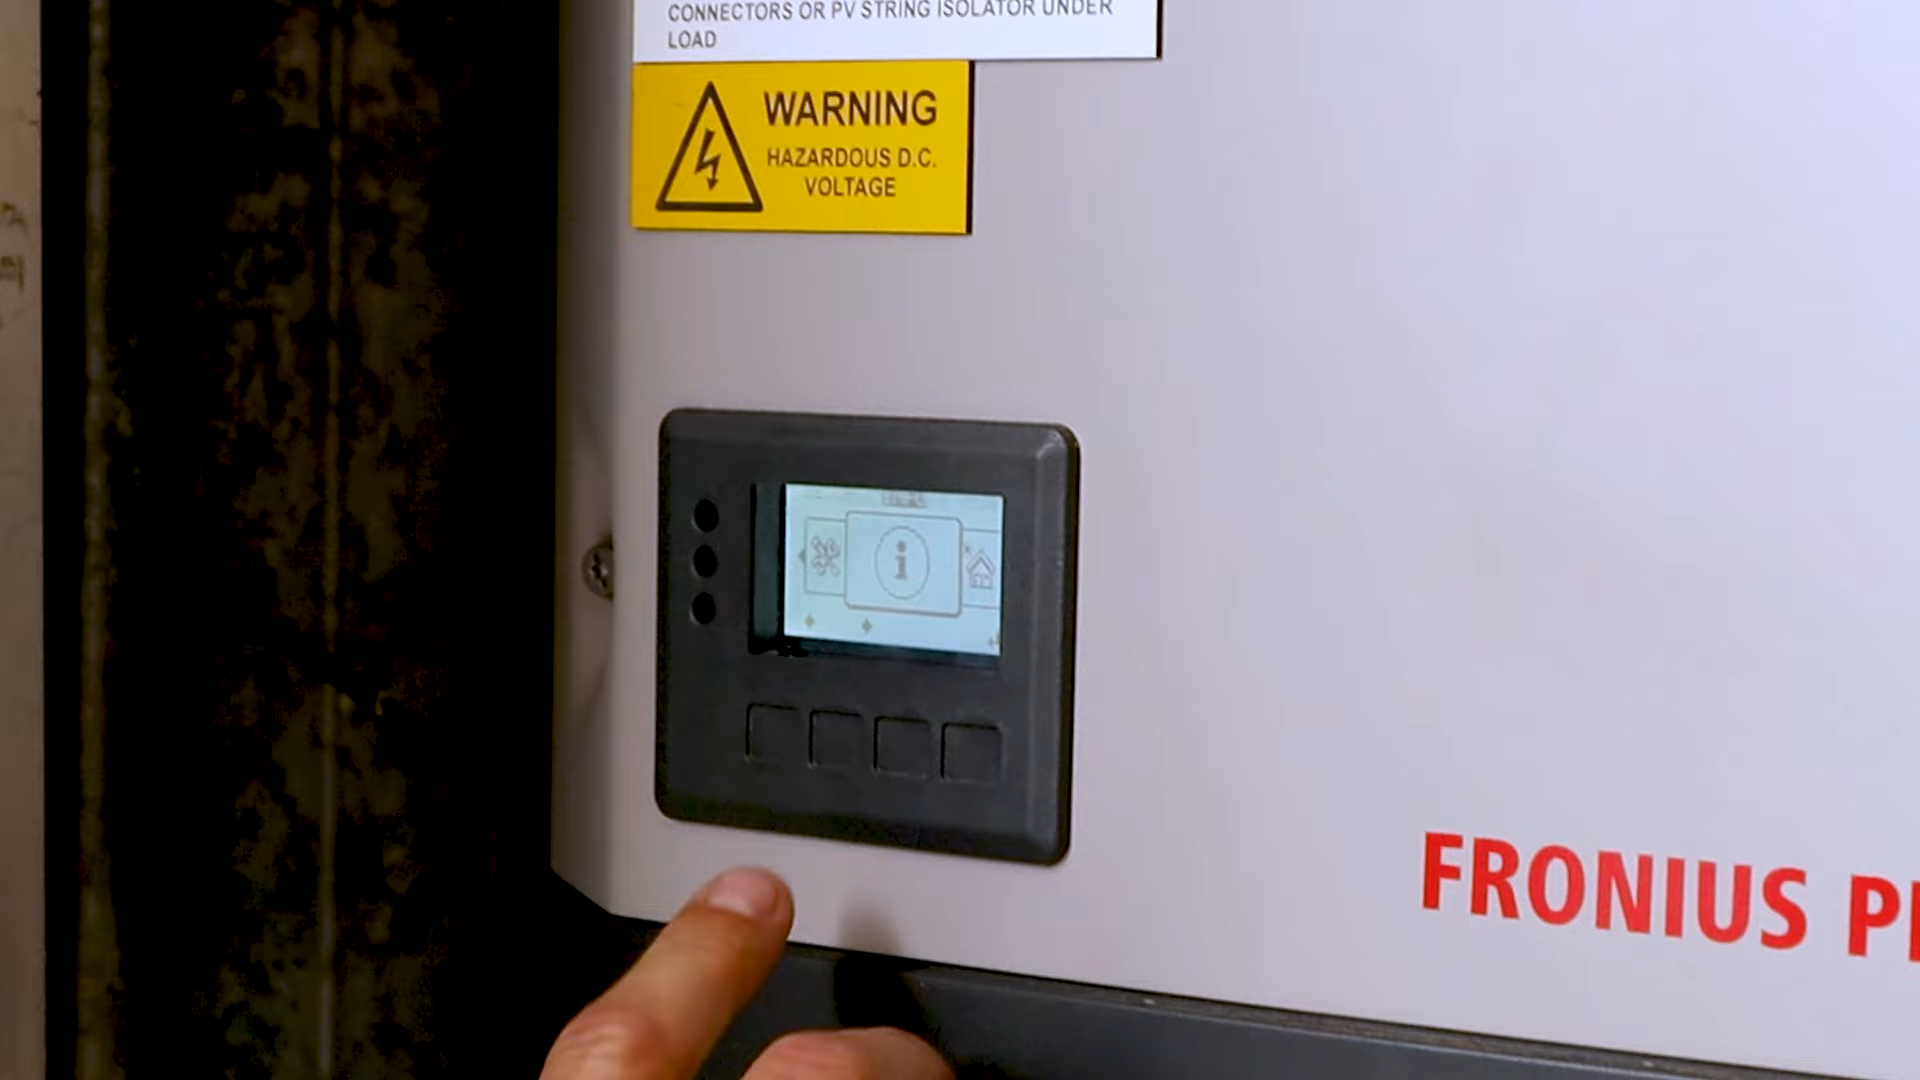 CONNECTORS OR PV STRING ISOLATOR UNDER
LOAD
WARNING
HAZARDOUS D.C.
VOLTAGE
i
FRONIUS